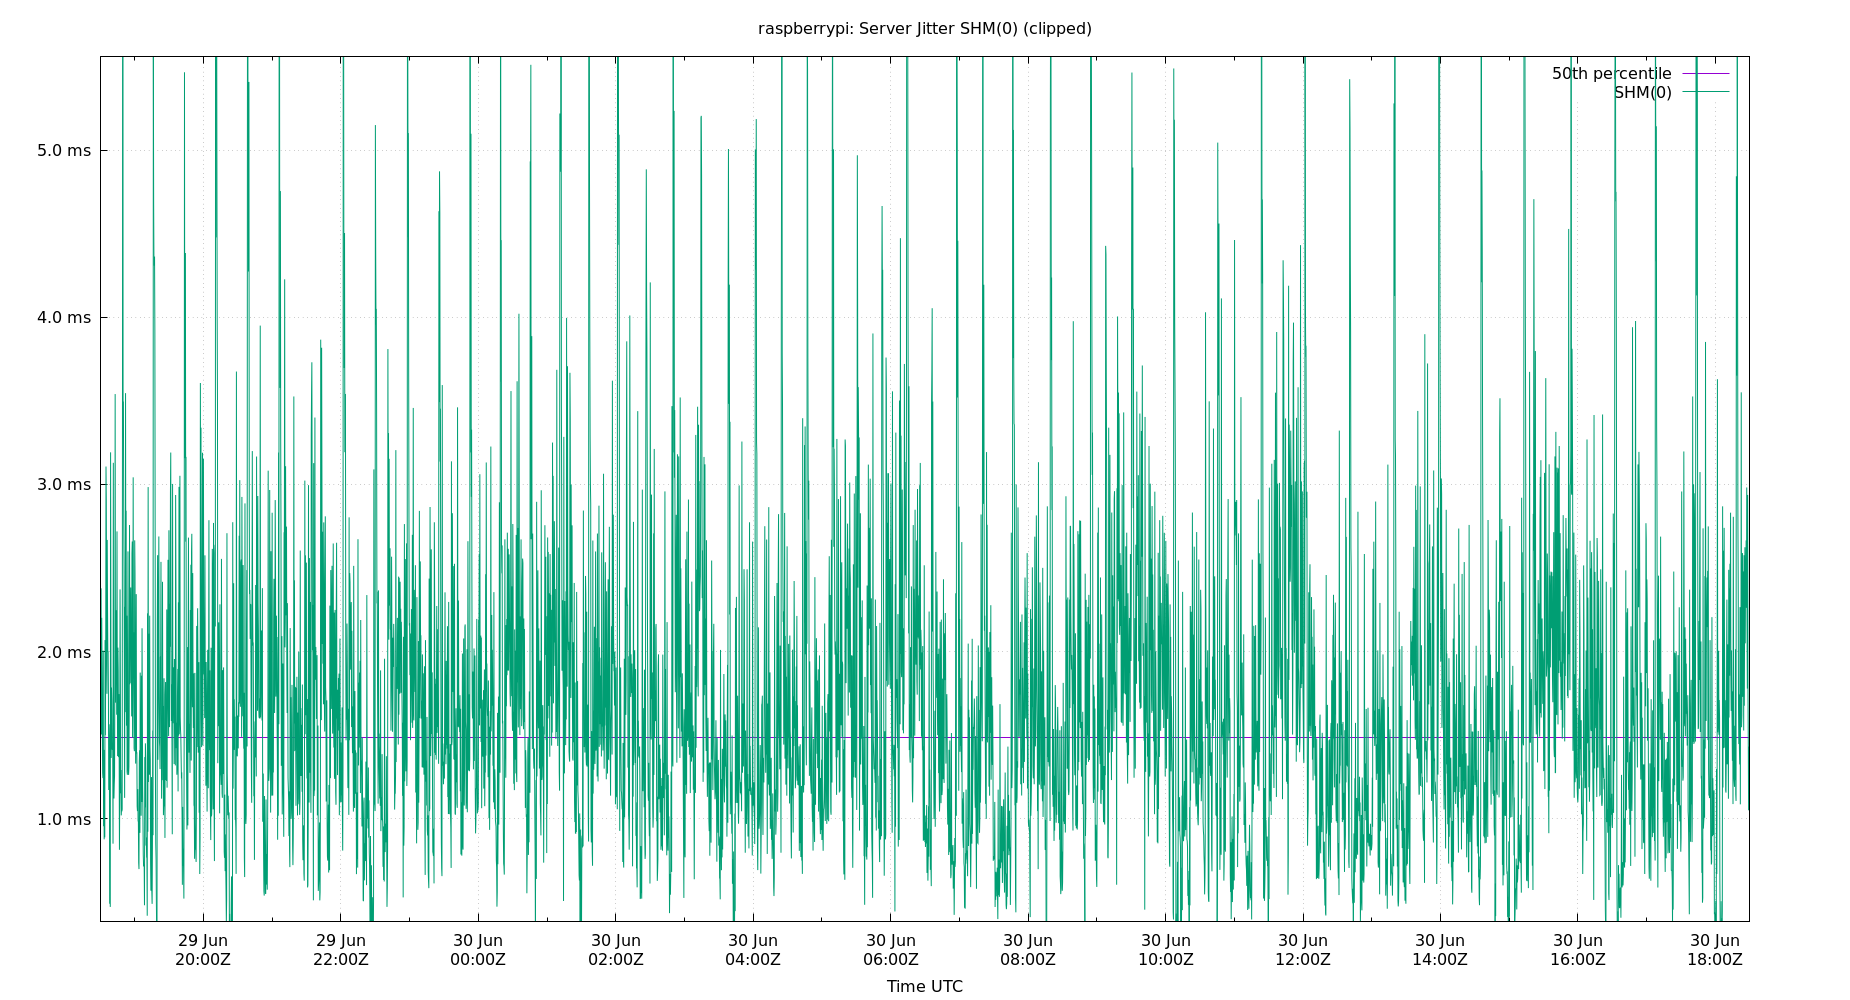 raspberrypi: Server Jitter SHM(0) (clipped)
50th percentile
SHM(0)
5.0 ms
4.0 ms
3.0 ms
2.0 ms
1.0 ms
29 Jun 29 Jun 30 Jun 30 Jun 30 Jun 30 Jun 30 Jun 30 Jun 30 Jun 30 Jun 30 Jun 30 Jun
20:00Z 22:00Z 00:00Z 02:00Z 04:00Z 06:00Z 08:00Z 10:00Z 12:00Z 14:00Z 16:00Z 18:00Z
Time UTC